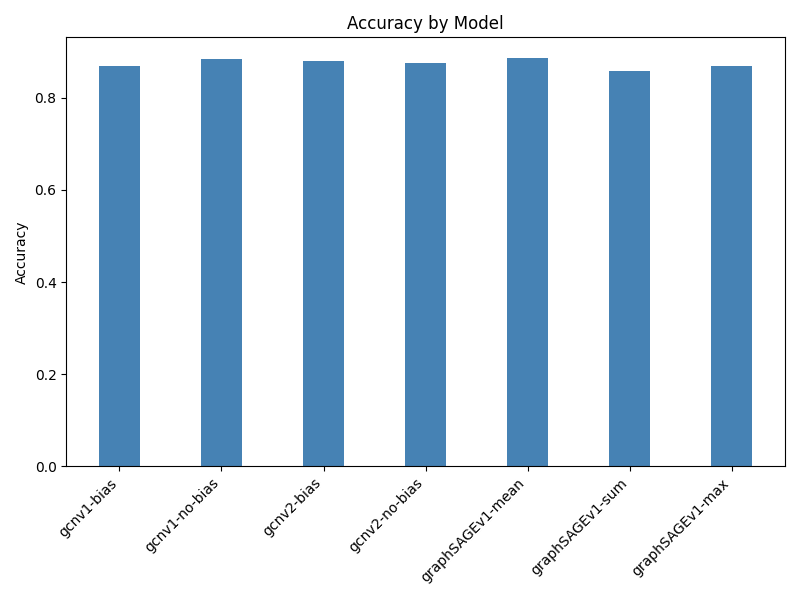 Accuracy by Model
Accuracy
0.8
0.6
0.4
0.2
0.0
gcnv1-bias
gcnv1-no-bias
gcnv2-bias
gcnv2-no-bias
graphSAGEv1-mean
graphSAGEv1-sum
graphSAGEv1-max